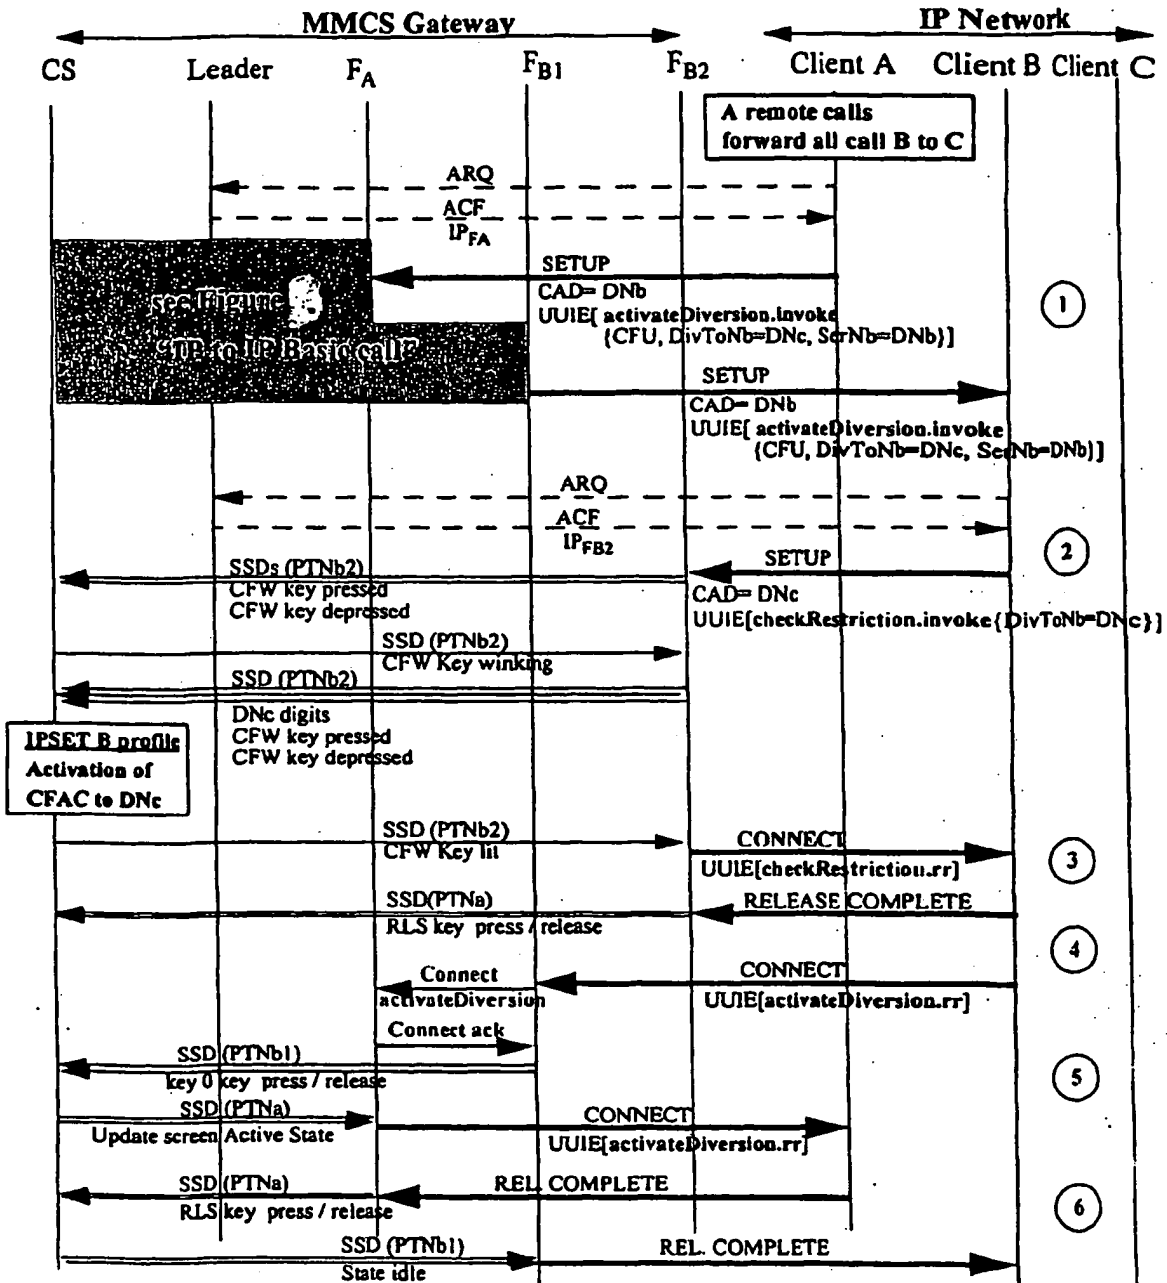 MMCS Gateway
IP Network
CS
Leader
FA
FB1
FB2
Client A
Client B
Client C
A remote calls
forward all call B to C
ARQ
ACF
IPFA
see Figure
"IP to IP Basic call"
SETUP
CAD= DNb
UUIE[ activateDiversion.invoke
{CFU, DivToNb=DNc, SerNb=DNb}]
1
SETUP
CAD= DNb
UUIE[ activateDiversion.invoke
{CFU, DivToNb=DNc, SerNb=DNb}]
ARQ
ACF
IPFB2
2
SETUP
CAD= DNc
UUIE[checkRestriction.invoke{DivToNb=DNc}]
SSDs (PTNb2)
CFW key pressed
CFW key depressed
SSD (PTNb2)
CFW Key winking
SSD (PTNb2)
DNc digits
CFW key pressed
CFW key depressed
IPSET B profile
Activation of
CFAC to DNc
SSD (PTNb2)
CFW Key lit
CONNECT
UUIE[checkRestriction.rr]
3
SSD(PTNa)
RLS key press / release
RELEASE COMPLETE
4
Connect
activateDiversion
CONNECT
UUIE[activateDiversion.rr]
Connect ack
SSD (PTNb1)
key 0 key press / release
5
SSD (PTNa)
Update screen Active State
CONNECT
UUIE[activateDiversion.rr]
SSD (PTNa)
RLS key press / release
REL. COMPLETE
6
SSD (PTNb1)
State idle
REL. COMPLETE